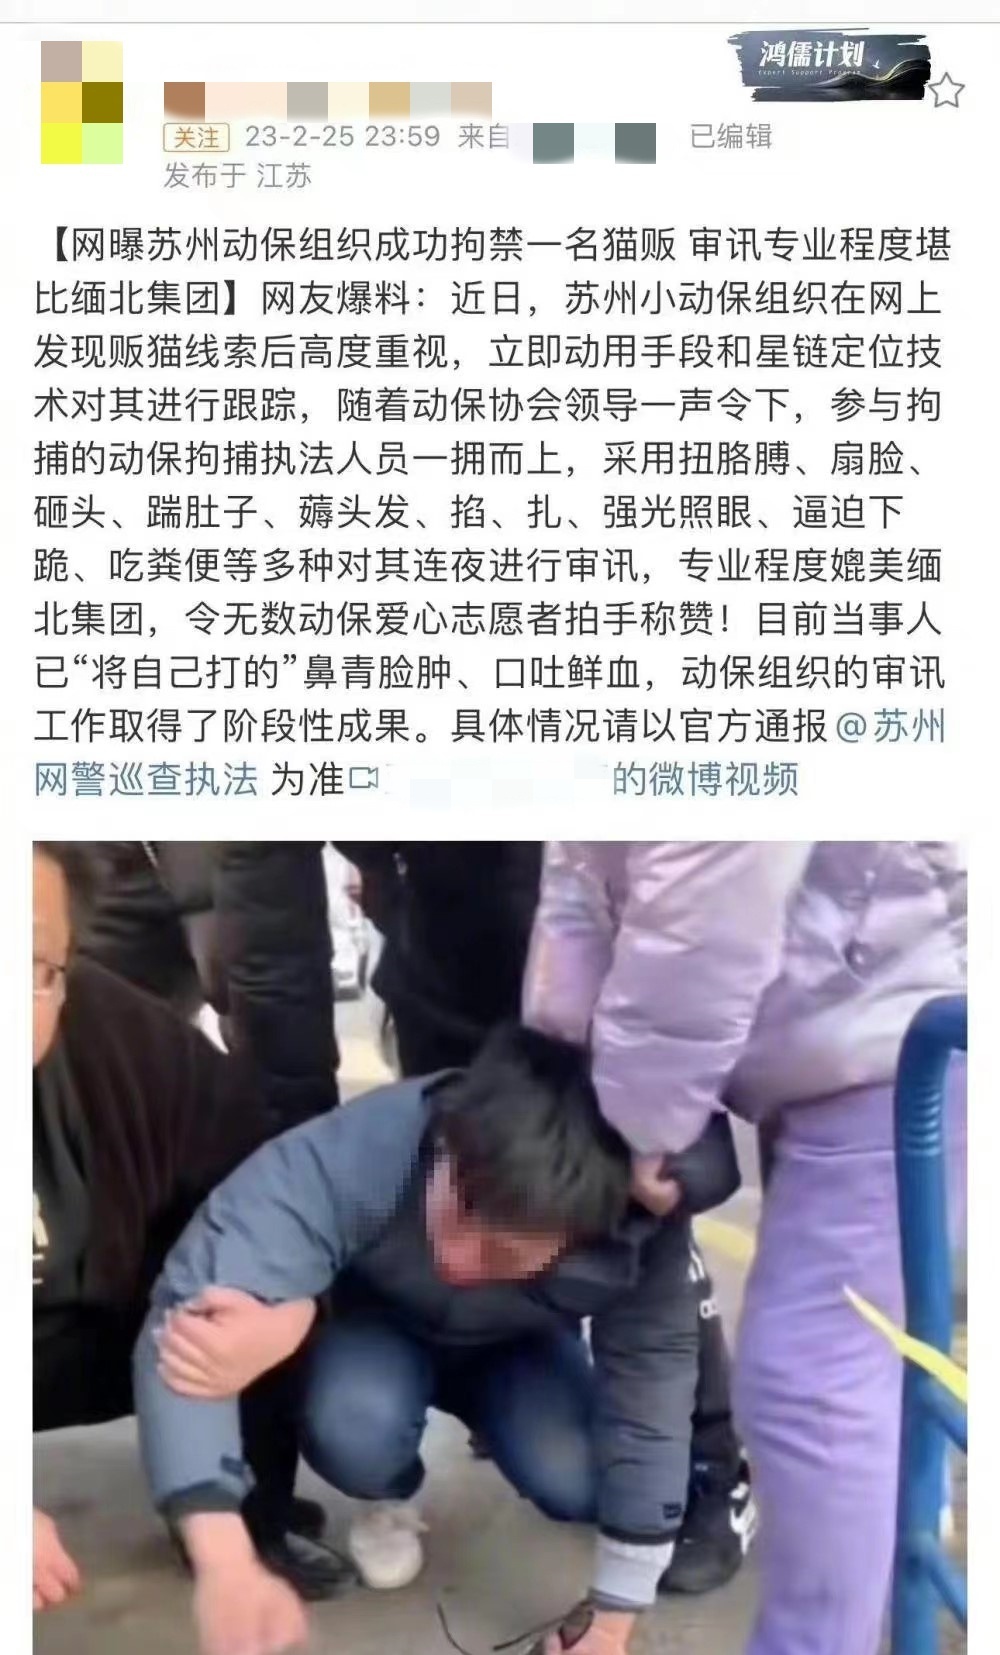 鸿儒计划
Expert Support Program
关注 23-2-25 23:59 来自 已编辑
发布于 江苏
【网曝苏州动保组织成功拘禁一名猫贩 审讯专业程度堪
比缅北集团】网友爆料：近日，苏州小动保组织在网上
发现贩猫线索后高度重视，立即动用手段和星链定位技
术对其进行跟踪，随着动保协会领导一声令下，参与拘
捕的动保拘捕执法人员一拥而上，采用扭胳膊、扇脸、
砸头、踹肚子、薅头发、掐、扎、强光照眼、逼迫下
跪、吃粪便等多种对其连夜进行审讯，专业程度媲美缅
北集团，令无数动保爱心志愿者拍手称赞！目前当事人
已“将自己打的”鼻青脸肿、口吐鲜血，动保组织的审讯
工作取得了阶段性成果。具体情况请以官方通报@苏州
网警巡查执法 为准 的微博视频